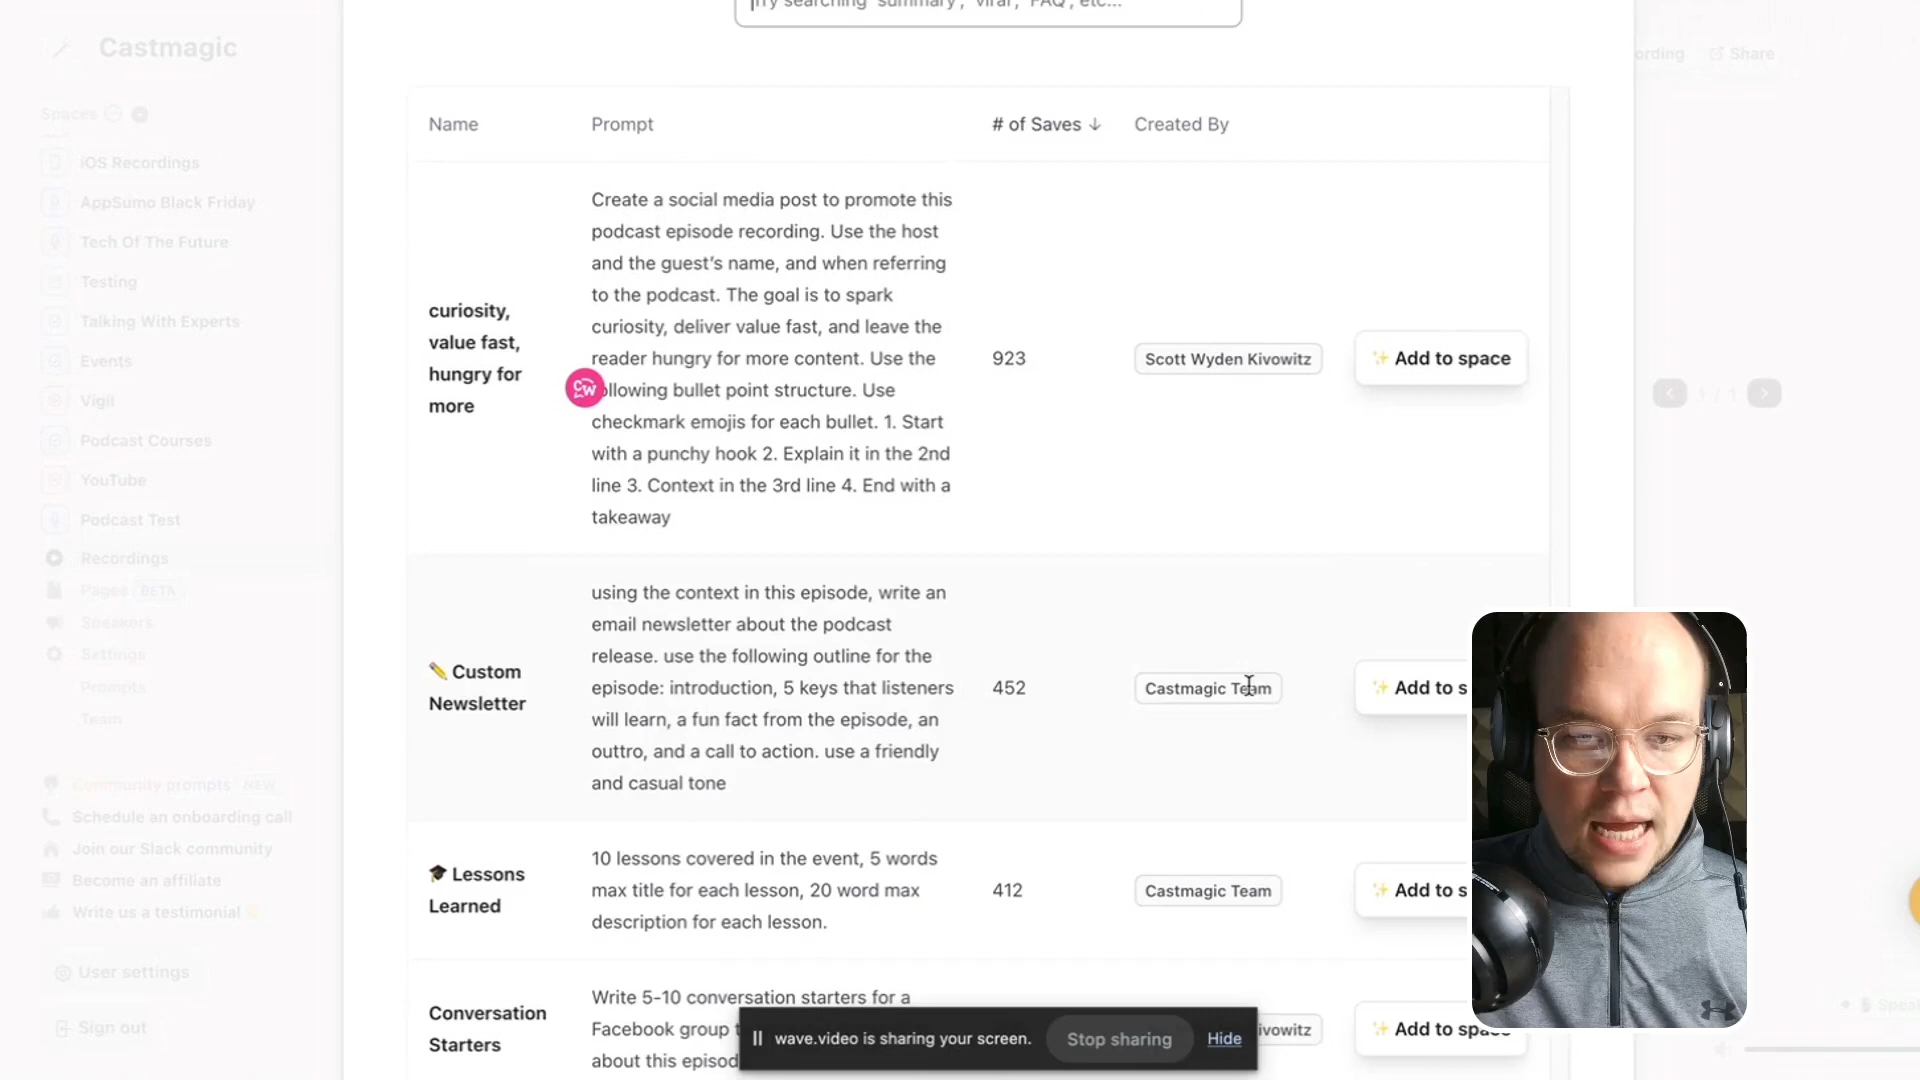 Try searching "summary", "viral", "FAQ", etc...
Castmagic
Spaces
iOS Recordings
AppSumo Black Friday
Tech Of The Future
Testing
Talking With Experts
Events
Vigil
Podcast Courses
YouTube
Podcast Test
Recordings
Pages BETA
Speakers
Settings
Prompts
Team
Community prompts NEW
Schedule an onboarding call
Join our Slack community
Become an affiliate
Write us a testimonial
User settings
Sign out
Name Prompt # of Saves ↓ Created By
curiosity,
value fast,
hungry for
more
Create a social media post to promote this
podcast episode recording. Use the host
and the guest's name, and when referring
to the podcast. The goal is to spark
curiosity, deliver value fast, and leave the
reader hungry for more content. Use the
ollowing bullet point structure. Use
checkmark emojis for each bullet. 1. Start
with a punchy hook 2. Explain it in the 2nd
line 3. Context in the 3rd line 4. End with a
takeaway
923
Scott Wyden Kivowitz
Add to space
Custom
Newsletter
using the context in this episode, write an
email newsletter about the podcast
release. use the following outline for the
episode: introduction, 5 keys that listeners
will learn, a fun fact from the episode, an
outtro, and a call to action. use a friendly
and casual tone
452
Castmagic Team
Add to s
Lessons
Learned
10 lessons covered in the event, 5 words
max title for each lesson, 20 word max
description for each lesson.
412
Castmagic Team
Add to s
Conversation
Starters
Write 5-10 conversation starters for a
Facebook group
about this episod
ivowitz
Add to space
wave.video is sharing your screen.
Stop sharing
Hide
ording
Share
1 / 1
Speak
CW